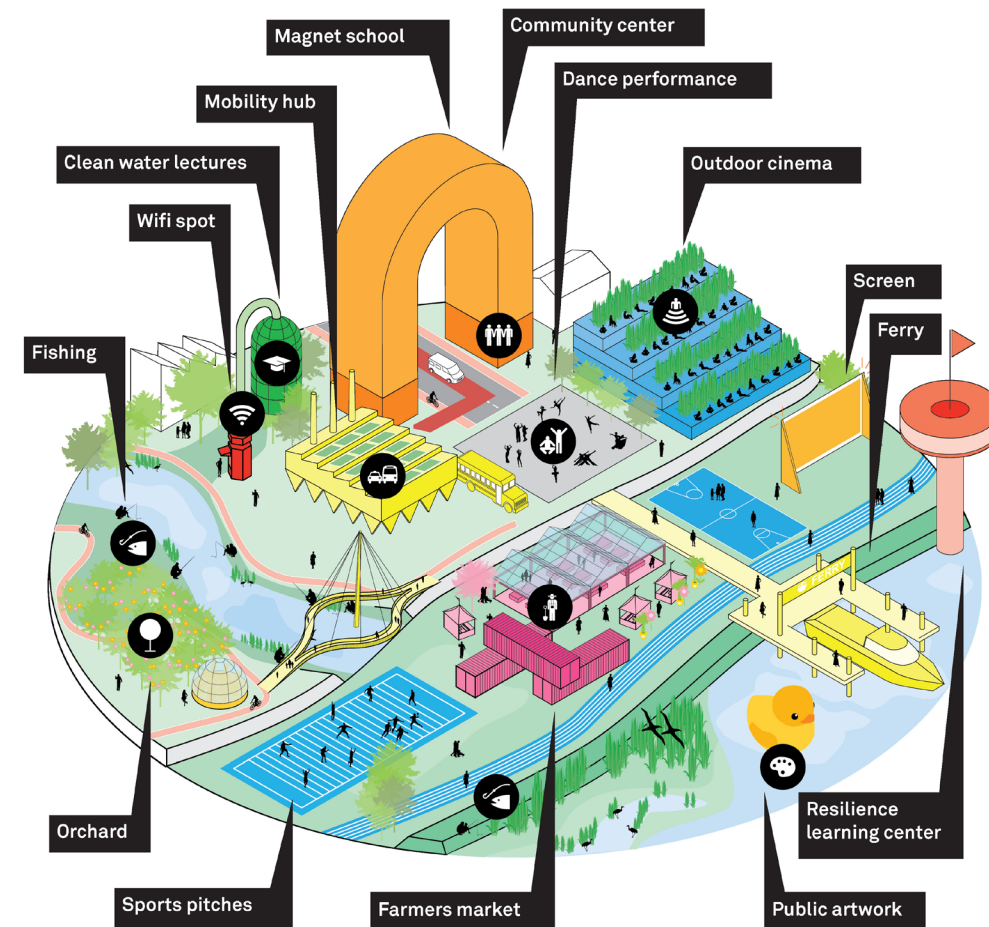 Community center
Magnet school
Dance performance
Mobility hub
Clean water lectures
Outdoor cinema
Wifi spot
Screen
Ferry
Fishing
FERRY
Orchard
Resilience
learning center
Sports pitches
Farmers market
Public artwork